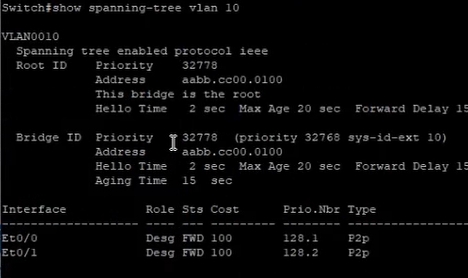 Switch#show spanning-tree vlan 10
VLAN0010
Spanning tree enabled protocol ieee
Root ID Priority 32778
Address aabb.cc00.0100
This bridge is the root
Hello Time 2 sec Max Age 20 sec Forward Delay 15
Bridge ID Priority 32778 (priority 32768 sys-id-ext 10)
Address aabb.cc00.0100
Hello Time 2 sec Max Age 20 sec Forward Delay 15
Aging Time 15 sec
Interface Role Sts Cost Prio.Nbr Type
------------------- ---- --- --------- -------- --------------------------------
Et0/0 Desg FWD 100 128.1 P2p
Et0/1 Desg FWD 100 128.2 P2p